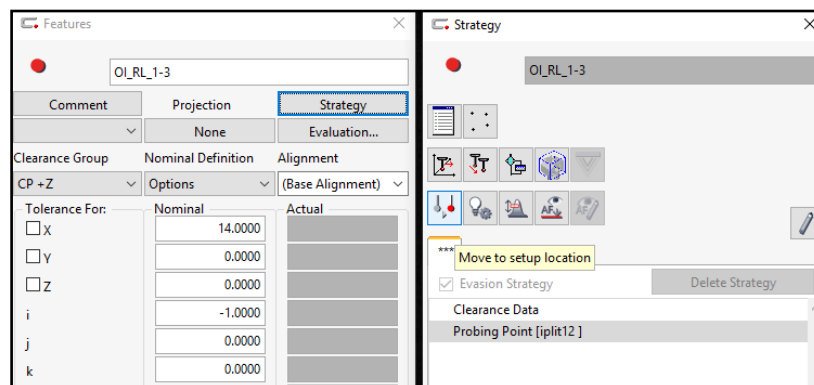 Features
OI_RL_1-3
Comment
Projection
Strategy
None
Evaluation...
Clearance Group
Nominal Definition
Alignment
CP +Z
Options
(Base Alignment)
Tolerance For:
Nominal
Actual
X
14.0000
Y
0.0000
Z
0.0000
i
-1.0000
j
0.0000
k
0.0000
Strategy
OI_RL_1-3
AF
AF
***
Move to setup location
Evasion Strategy
Delete Strategy
Clearance Data
Probing Point [iplit12 ]